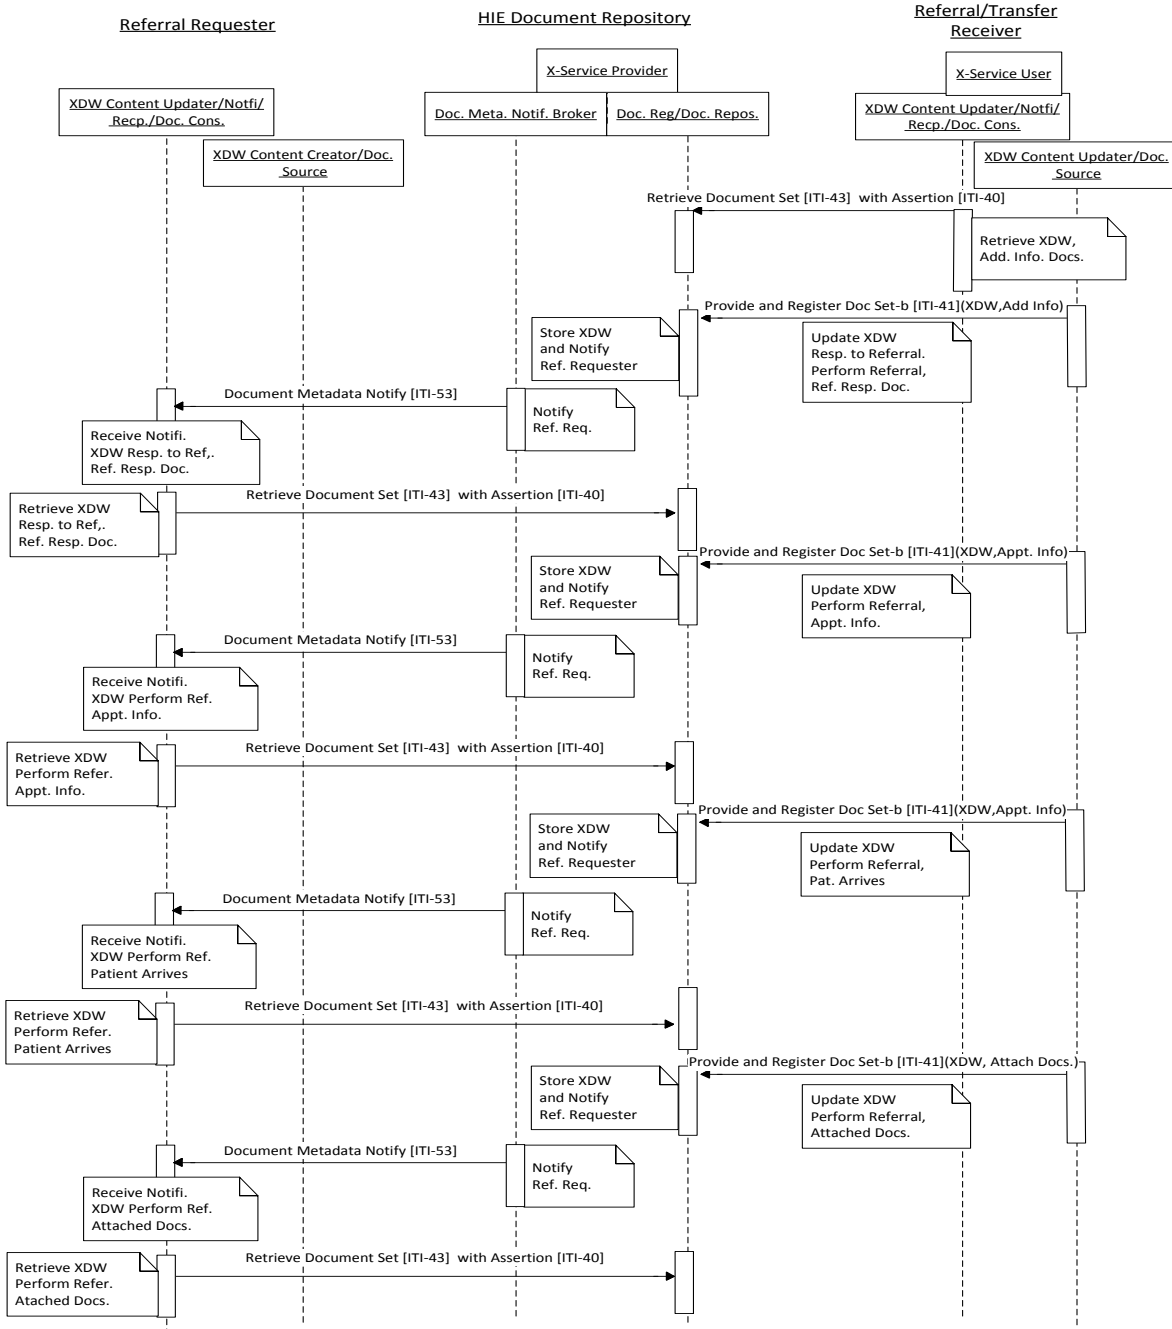 Referral Requester
HIE Document Repository
Referral/Transfer
Receiver
X-Service Provider
X-Service User
XDW Content Updater/Notfi/
Recp./Doc. Cons.
Doc. Meta. Notif. Broker
Doc. Reg/Doc. Repos.
XDW Content Updater/Notfi/
Recp./Doc. Cons.
XDW Content Creator/Doc.
Source
XDW Content Updater/Doc.
Source
Retrieve Document Set [ITI-43]  with Assertion [ITI-40]
Retrieve XDW,
Add. Info. Docs.
Provide and Register Doc Set-b [ITI-41](XDW,Add Info)
Store XDW
and Notify
Ref. Requester
Update XDW
Resp. to Referral.
Perform Referral,
Ref. Resp. Doc.
Document Metadata Notify [ITI-53]
Notify
Ref. Req.
Receive Notifi.
XDW Resp. to Ref,.
Ref. Resp. Doc.
Retrieve Document Set [ITI-43]  with Assertion [ITI-40]
Retrieve XDW
Resp. to Ref,.
Ref. Resp. Doc.
Provide and Register Doc Set-b [ITI-41](XDW,Appt. Info)
Store XDW
and Notify
Ref. Requester
Update XDW
Perform Referral,
Appt. Info.
Document Metadata Notify [ITI-53]
Notify
Ref. Req.
Receive Notifi.
XDW Perform Ref.
Appt. Info.
Retrieve Document Set [ITI-43]  with Assertion [ITI-40]
Retrieve XDW
Perform Refer.
Appt. Info.
Provide and Register Doc Set-b [ITI-41](XDW,Appt. Info)
Store XDW
and Notify
Ref. Requester
Update XDW
Perform Referral,
Pat. Arrives
Document Metadata Notify [ITI-53]
Notify
Ref. Req.
Receive Notifi.
XDW Perform Ref.
Patient Arrives
Retrieve Document Set [ITI-43]  with Assertion [ITI-40]
Retrieve XDW
Perform Refer.
Patient Arrives
Provide and Register Doc Set-b [ITI-41](XDW, Attach Docs.)
Store XDW
and Notify
Ref. Requester
Update XDW
Perform Referral,
Attached Docs.
Document Metadata Notify [ITI-53]
Notify
Ref. Req.
Receive Notifi.
XDW Perform Ref.
Attached Docs.
Retrieve Document Set [ITI-43]  with Assertion [ITI-40]
Retrieve XDW
Perform Refer.
Atached Docs.